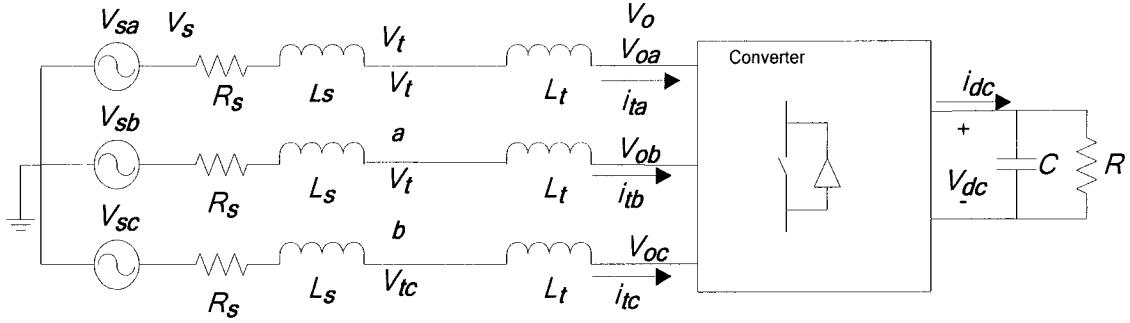 Vsa
Vs
Vt
Vo
Voa
Converter
Rs
Ls
Vt
Lt
ita
idc
Vsb
a
Vob
+
Rs
Ls
Vt
Lt
itb
Vdc
-
C
R
Vsc
b
Voc
Rs
Ls
Vtc
Lt
itc